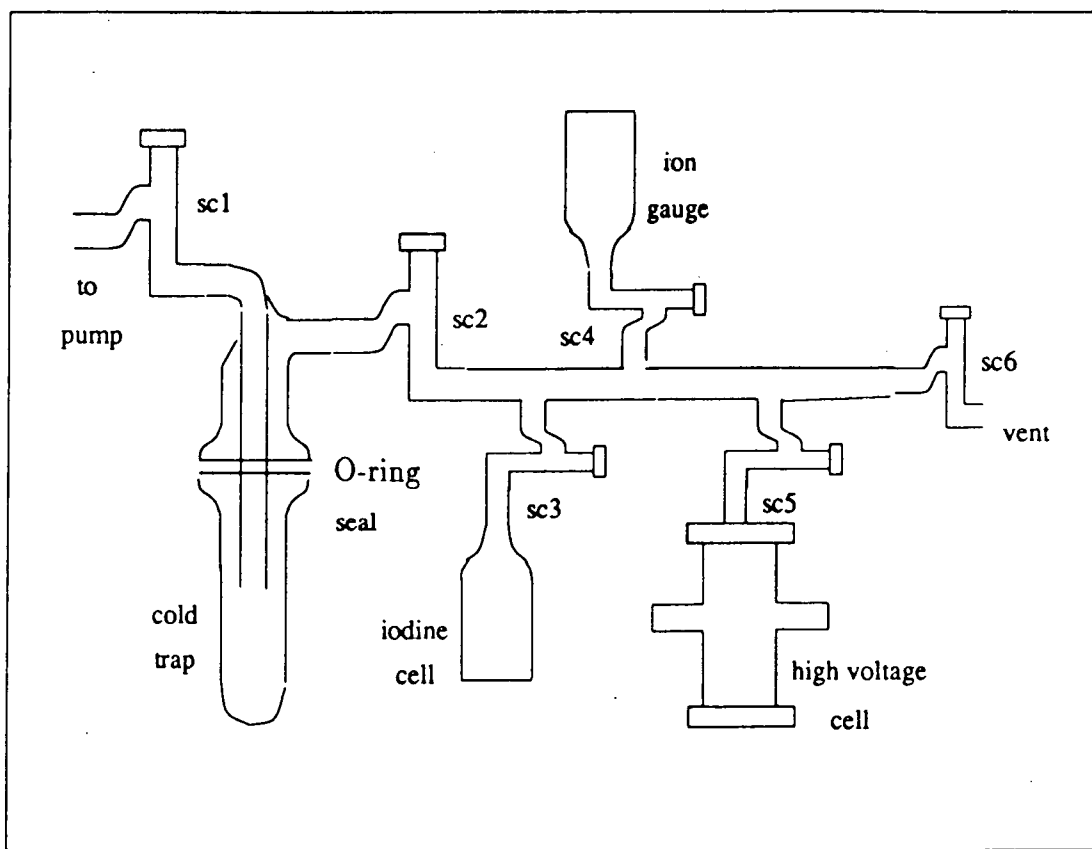 sc1
to
pump
sc2
ion
gauge
sc4
sc6
vent
O-ring
seal
sc3
sc5
cold
trap
iodine
cell
high voltage
cell